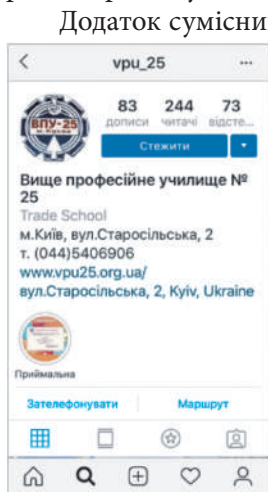 Додаток сумісни
vpu_25
ВПУ-25
м.Київ
83 244 73
дописи читачі відсте...
Стежити
Вище професійне училище №
25
Trade School
м.Київ, вул.Старосільська, 2
т. (044)5406906
www.vpu25.org.ua/
вул.Старосільська, 2, Kyiv, Ukraine
Приймальна
Зателефонувати Маршрут